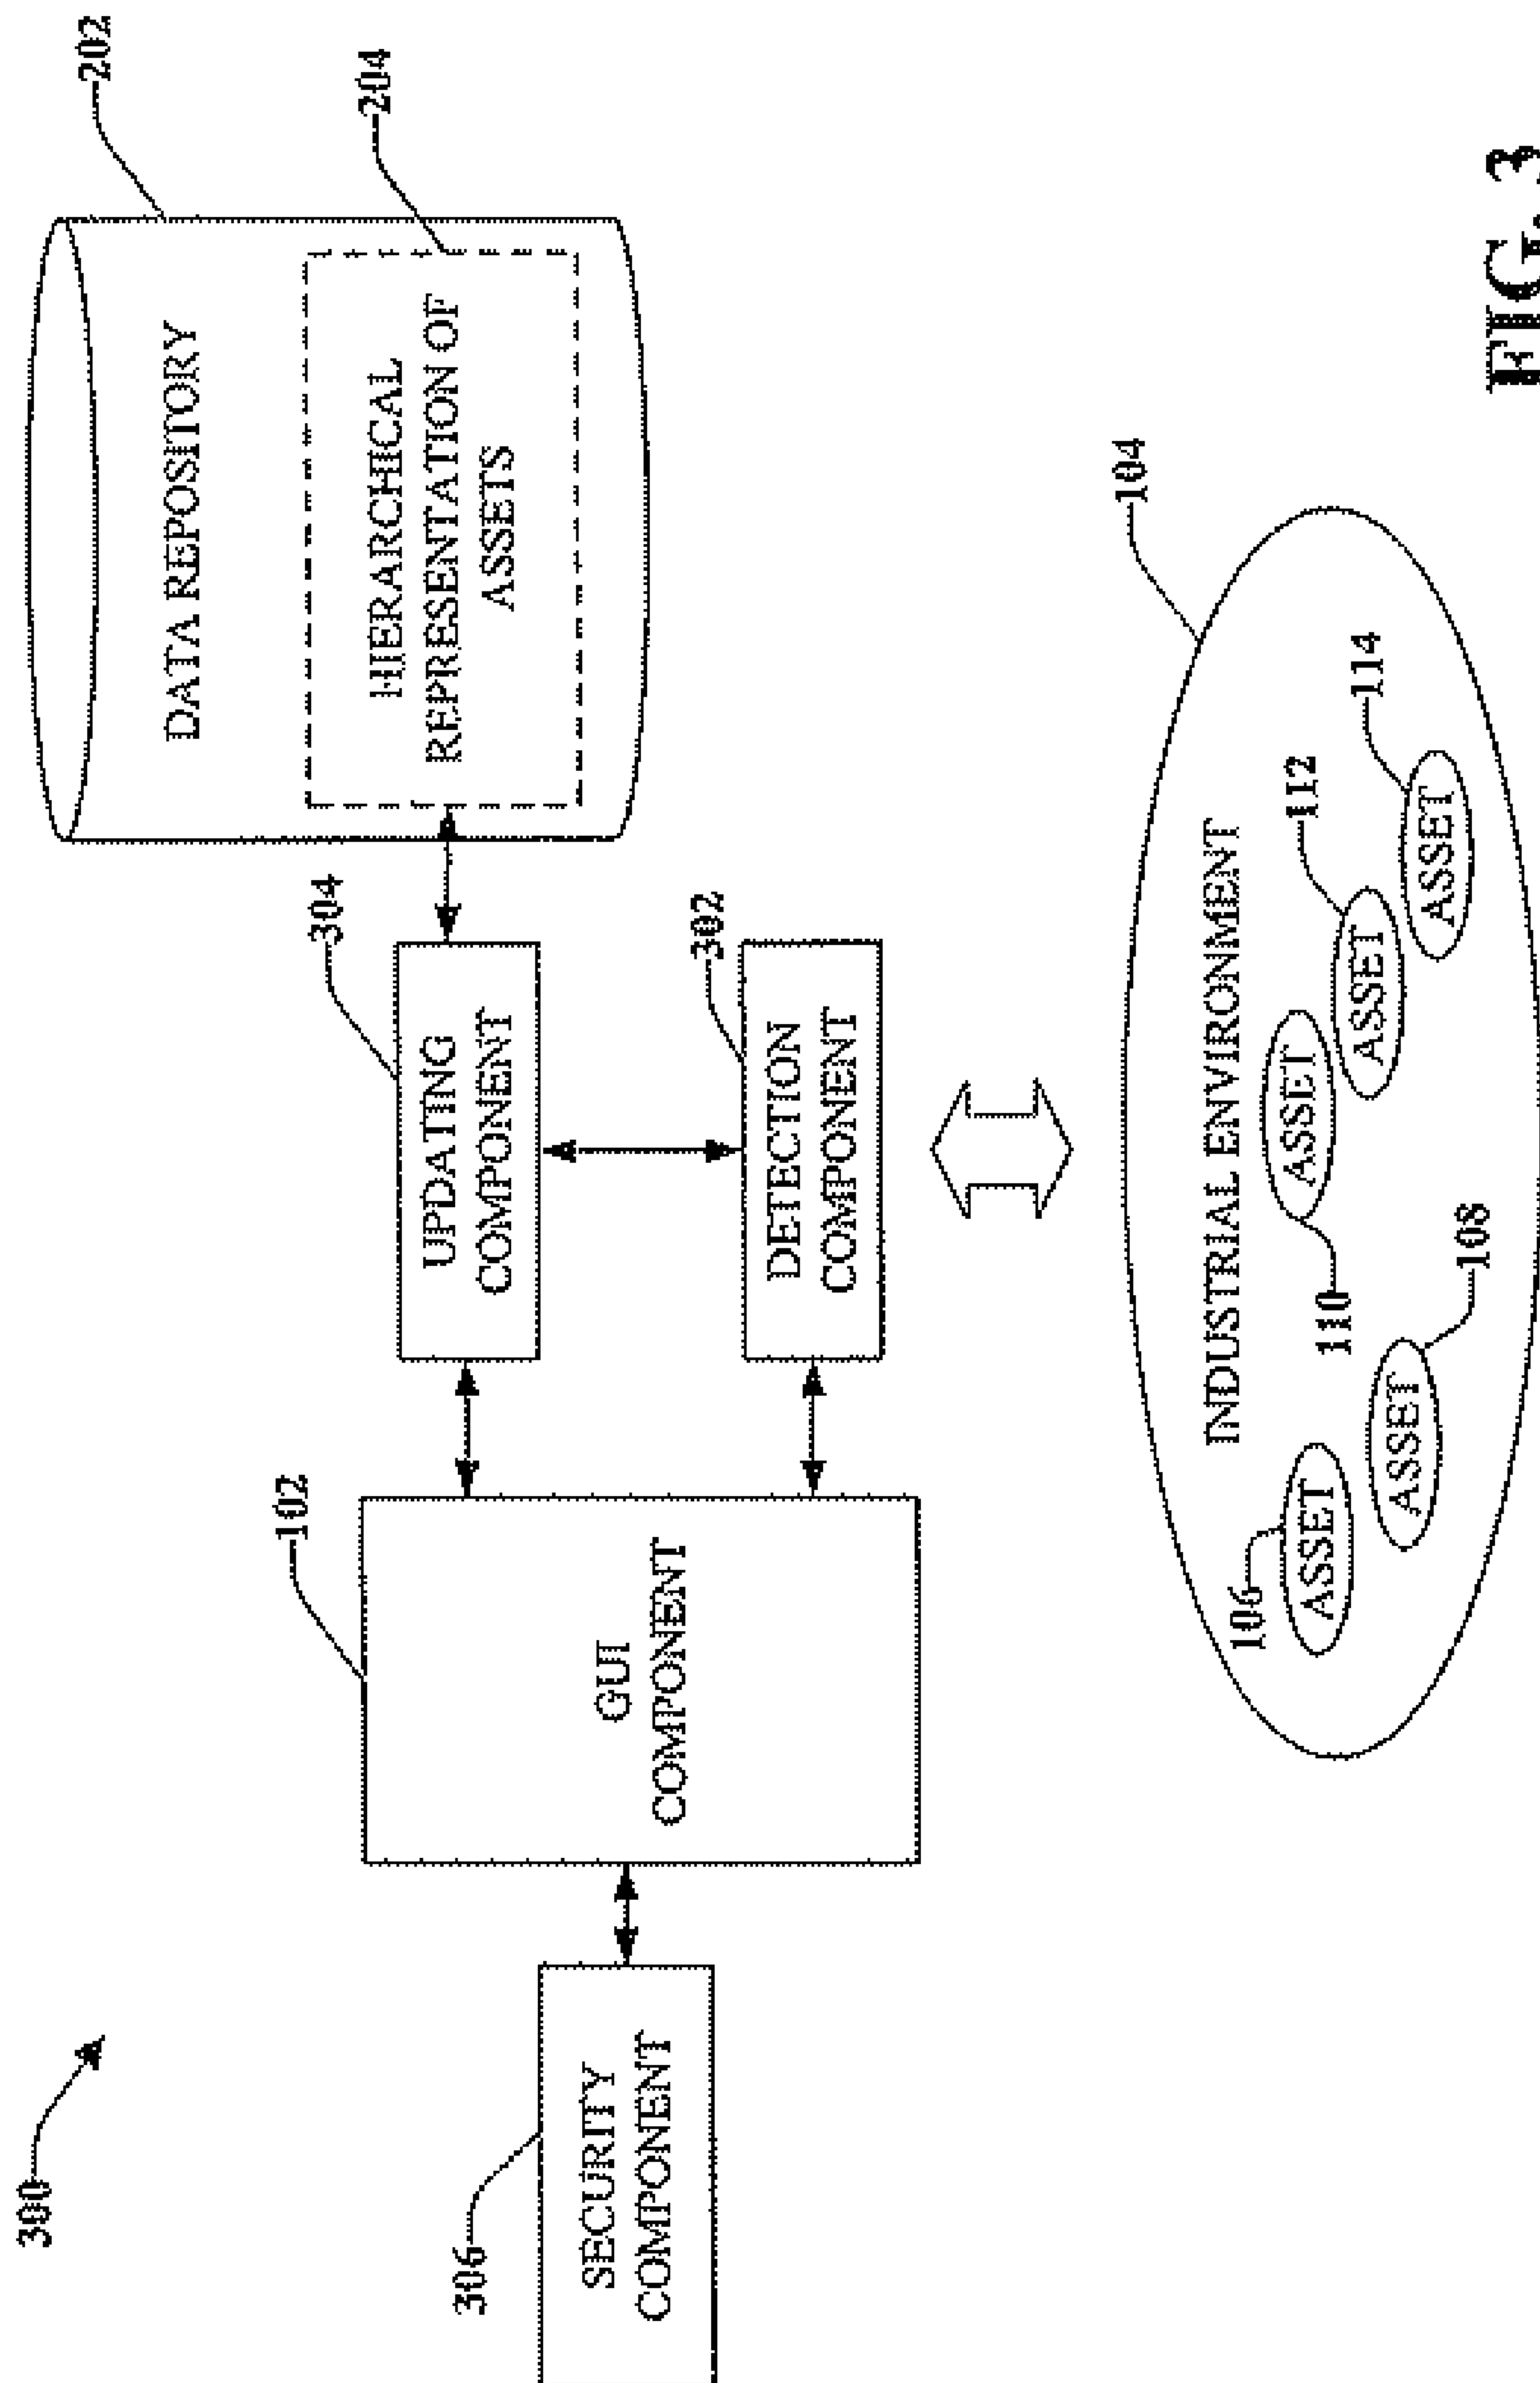 300
202
DATA REPOSITORY
204
HIERARCHICAL
REPRESENTATION OF
ASSETS
304
UPDATING
COMPONENT
302
DETECTION
COMPONENT
102
GUI
COMPONENT
306
SECURITY
COMPONENT
104
INDUSTRIAL ENVIRONMENT
106
ASSET
ASSET
108
110
ASSET
112
ASSET
114
ASSET
FIG. 3